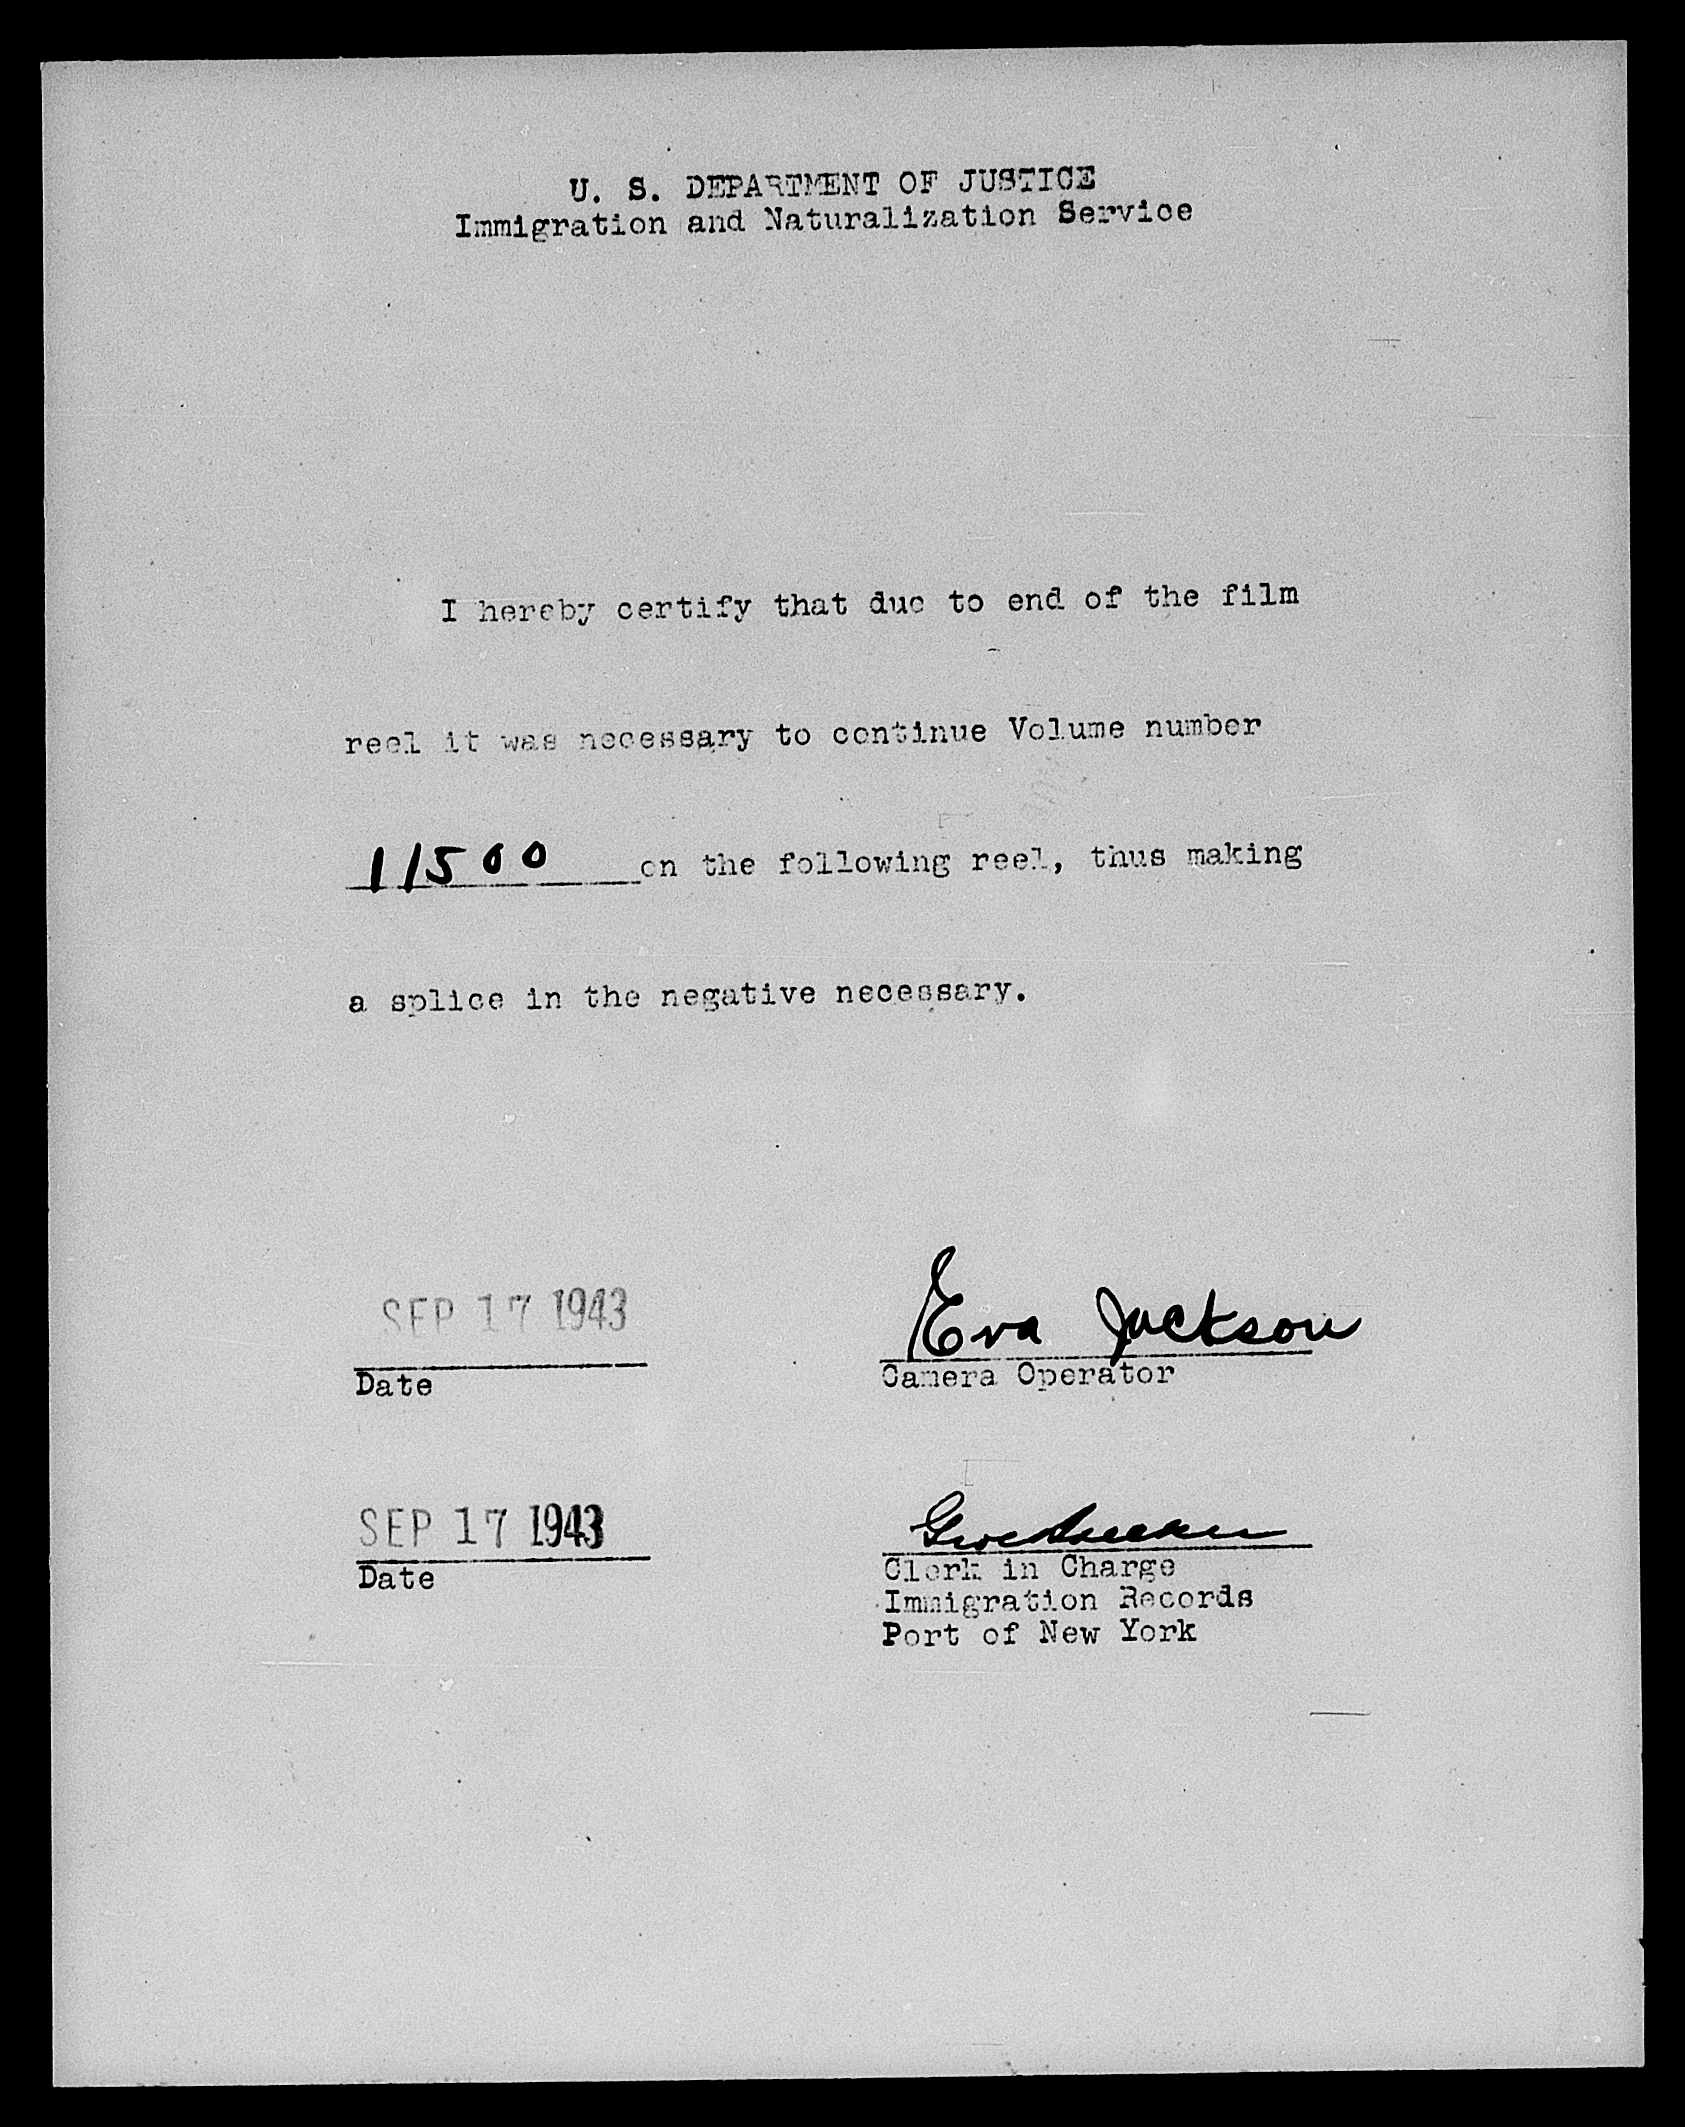 U. S. DEPARTMENT OF JUSTICE
Immigration and Naturalization Service
I hereby certify that due to end of the film
reel it was necessary to continue Volume number
11500 on the following reel, thus making
a splice in the negative necessary.
SEP 17 1943
Eva Jackson
Date
Camera Operator
SEP 17 1943
Date
Clerk in Charge
Immigration Records
Port of New York